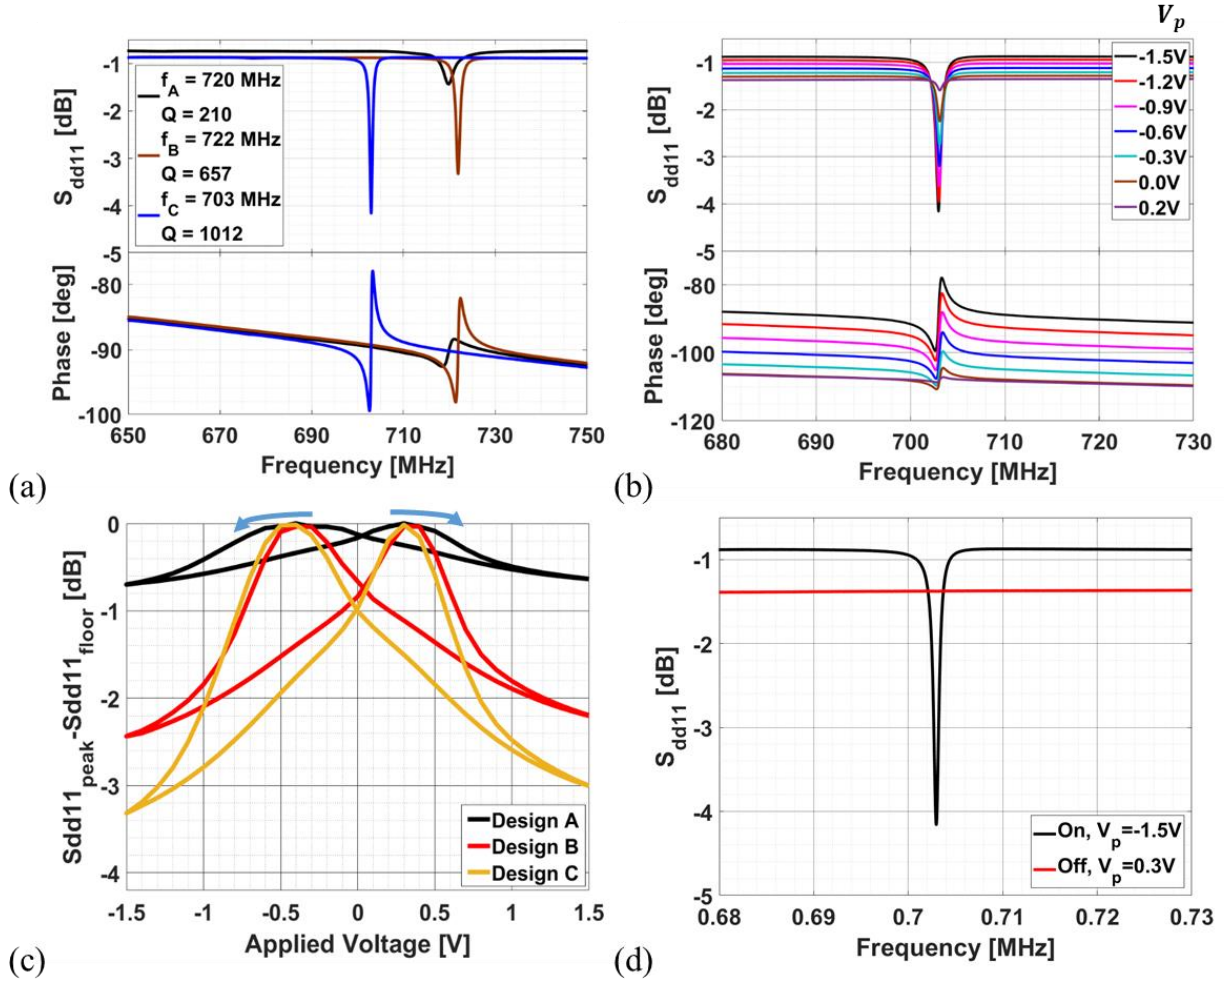 S_dd11 [dB]
-1
-2
-3
-4
-5
f_A = 720 MHz
Q = 210
f_B = 722 MHz
Q = 657
f_C = 703 MHz
Q = 1012
Phase [deg]
-80
-90
-100
650 670 690 710 730 750
Frequency [MHz]
(a)
V_p
S_dd11 [dB]
-1
-2
-3
-4
-5
-1.5V
-1.2V
-0.9V
-0.6V
-0.3V
0.0V
0.2V
Phase [deg]
-80
-100
-120
680 690 700 710 720 730
Frequency [MHz]
(b)
Sdd11_peak-Sdd11_floor [dB]
0
-1
-2
-3
-4
Design A
Design B
Design C
-1.5 -1 -0.5 0 0.5 1 1.5
Applied Voltage [V]
(c)
S_dd11 [dB]
0
-1
-2
-3
-4
-5
On, V_p=-1.5V
Off, V_p=0.3V
0.68 0.69 0.7 0.71 0.72 0.73
Frequency [MHz]
(d)